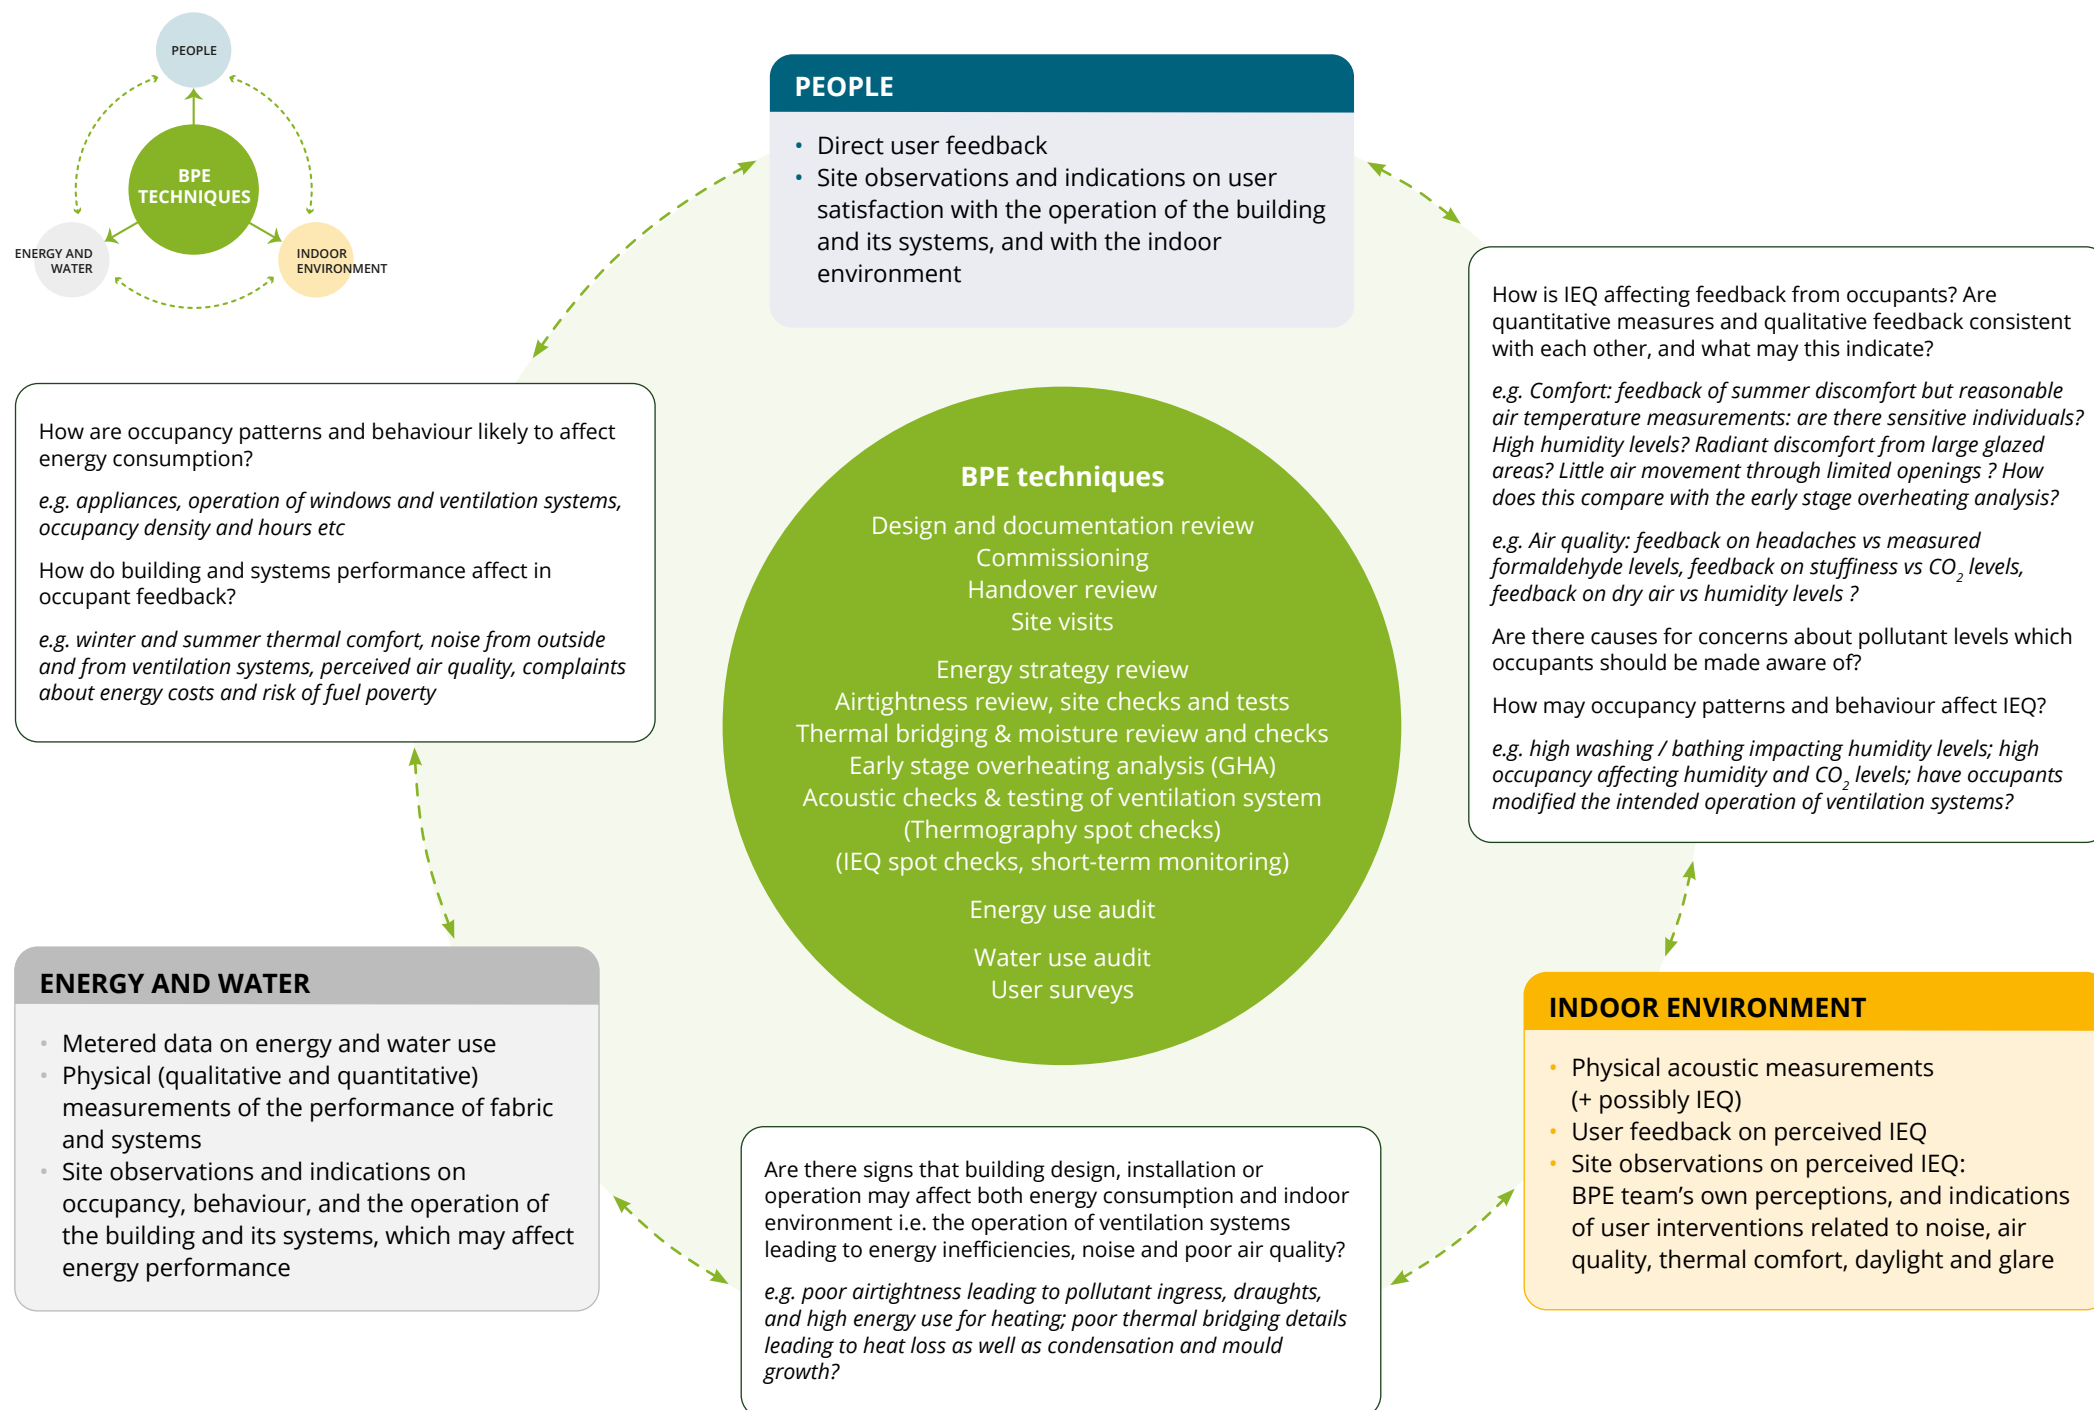 PEOPLE
BPE
TECHNIQUES
ENERGY AND
WATER
INDOOR
ENVIRONMENT
PEOPLE
• Direct user feedback
• Site observations and indications on user
satisfaction with the operation of the building
and its systems, and with the indoor
environment
How is IEQ affecting feedback from occupants? Are
quantitative measures and qualitative feedback consistent
with each other, and what may this indicate?
e.g. Comfort: feedback of summer discomfort but reasonable
air temperature measurements: are there sensitive individuals?
High humidity levels? Radiant discomfort from large glazed
areas? Little air movement through limited openings ? How
does this compare with the early stage overheating analysis?
e.g. Air quality: feedback on headaches vs measured
formaldehyde levels, feedback on stuffiness vs CO₂ levels,
feedback on dry air vs humidity levels ?
Are there causes for concerns about pollutant levels which
occupants should be made aware of?
How may occupancy patterns and behaviour affect IEQ?
e.g. high washing / bathing impacting humidity levels; high
occupancy affecting humidity and CO₂ levels; have occupants
modified the intended operation of ventilation systems?
How are occupancy patterns and behaviour likely to affect
energy consumption?
e.g. appliances, operation of windows and ventilation systems,
occupancy density and hours etc
How do building and systems performance affect in
occupant feedback?
e.g. winter and summer thermal comfort, noise from outside
and from ventilation systems, perceived air quality, complaints
about energy costs and risk of fuel poverty
BPE techniques
Design and documentation review
Commissioning
Handover review
Site visits
Energy strategy review
Airtightness review, site checks and tests
Thermal bridging & moisture review and checks
Early stage overheating analysis (GHA)
Acoustic checks & testing of ventilation system
(Thermography spot checks)
(IEQ spot checks, short-term monitoring)
Energy use audit
Water use audit
User surveys
ENERGY AND WATER
• Metered data on energy and water use
• Physical (qualitative and quantitative)
measurements of the performance of fabric
and systems
• Site observations and indications on
occupancy, behaviour, and the operation of
the building and its systems, which may affect
energy performance
INDOOR ENVIRONMENT
• Physical acoustic measurements
(+ possibly IEQ)
• User feedback on perceived IEQ
• Site observations on perceived IEQ:
BPE team’s own perceptions, and indications
of user interventions related to noise, air
quality, thermal comfort, daylight and glare
Are there signs that building design, installation or
operation may affect both energy consumption and indoor
environment i.e. the operation of ventilation systems
leading to energy inefficiencies, noise and poor air quality?
e.g. poor airtightness leading to pollutant ingress, draughts,
and high energy use for heating; poor thermal bridging details
leading to heat loss as well as condensation and mould
growth?